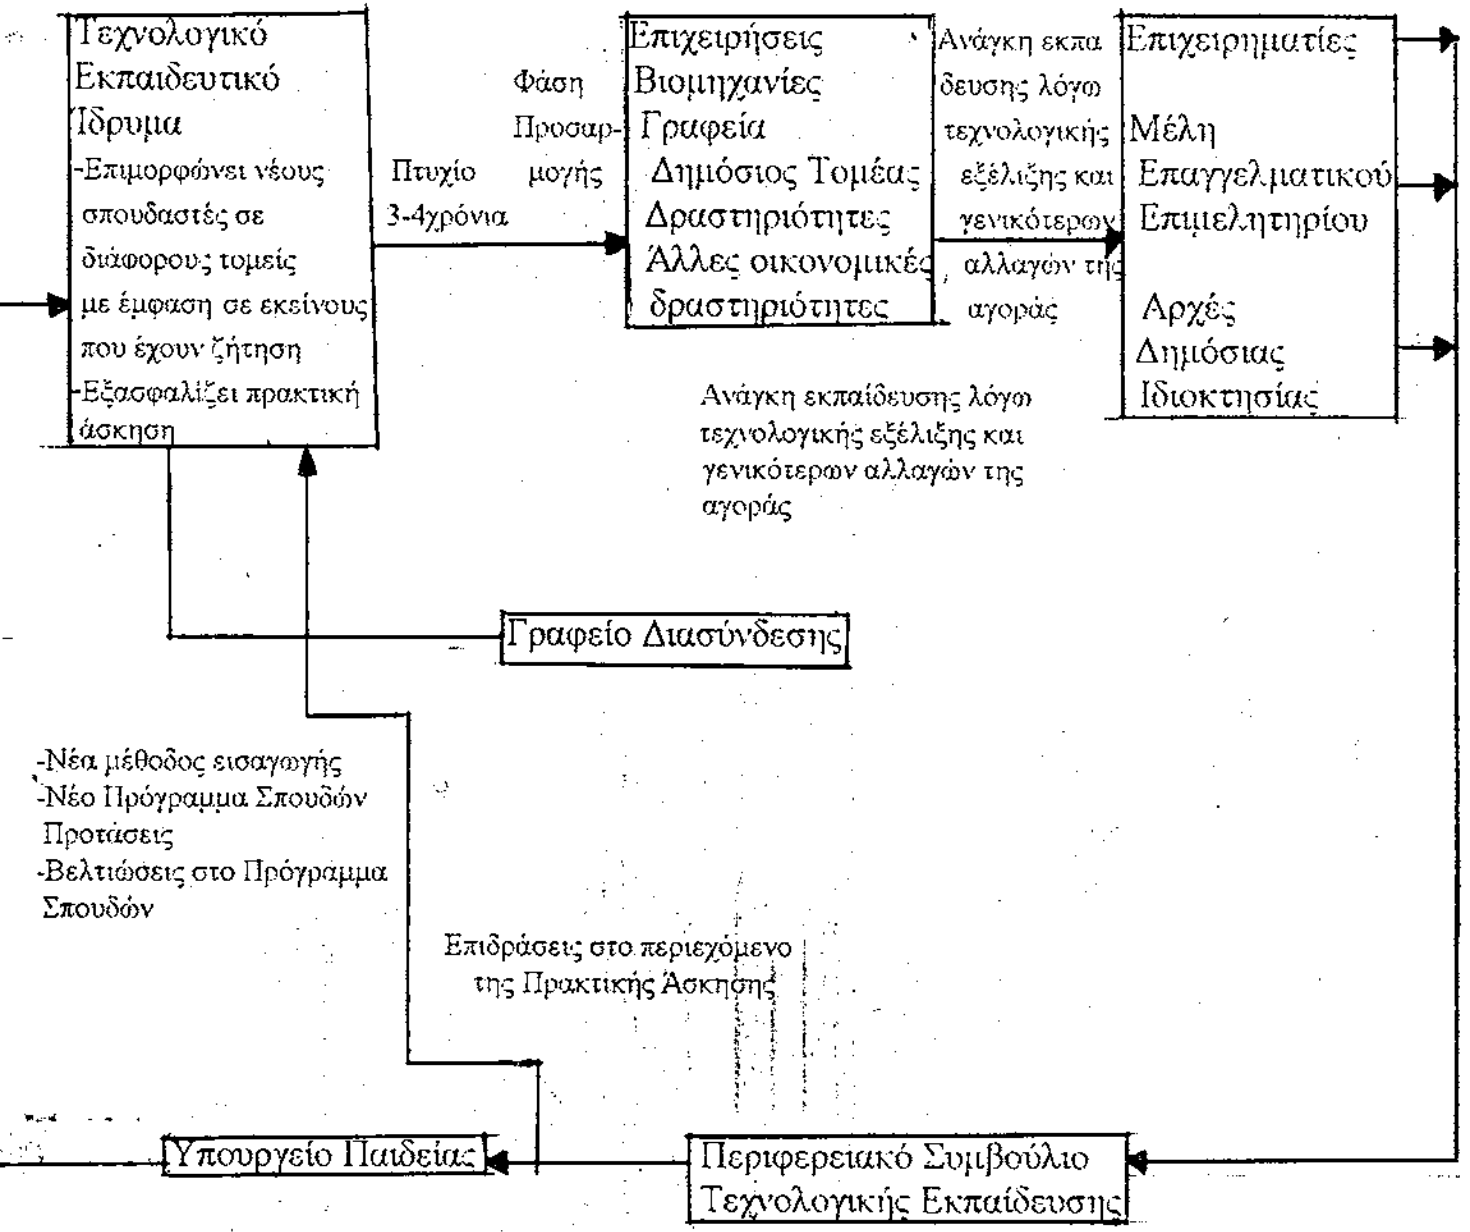 Τεχνολογικό
Εκπαιδευτικό
Ίδρυμα
-Επιμορφώνει νέους
σπουδαστές σε
διάφορους τομείς
με έμφαση σε εκείνους
που έχουν ζήτηση
-Εξασφαλίζει πρακτική
άσκηση
Πτυχίο
3-4χρόνια
Φάση
Προσαρ-
μογής
Επιχειρήσεις
Βιομηχανίες
Γραφεία
Δημόσιος Τομέας
Δραστηριότητες
Άλλες οικονομικές
δραστηριότητες
Ανάγκη εκπα
δευσης λόγω
τεχνολογικής
εξέλιξης και
γενικότερων
αλλαγών της
αγοράς
Επιχειρηματίες
Μέλη
Επαγγελματικού
Επιμελητηρίου
Αρχές
Δημόσιας
Ιδιοκτησίας
Ανάγκη εκπαίδευσης λόγω
τεχνολογικής εξέλιξης και
γενικότερων αλλαγών της
αγοράς
Γραφείο Διασύνδεσης
-Νέα μέθοδος εισαγωγής
-Νέο Πρόγραμμα Σπουδών
Προτάσεις
-Βελτιώσεις στο Πρόγραμμα
Σπουδών
Επιδράσεις στο περιεχόμενο
της Πρακτικής Άσκησης
Υπουργείο Παιδείας
Περιφερειακό Συμβούλιο
Τεχνολογικής Εκπαίδευσης